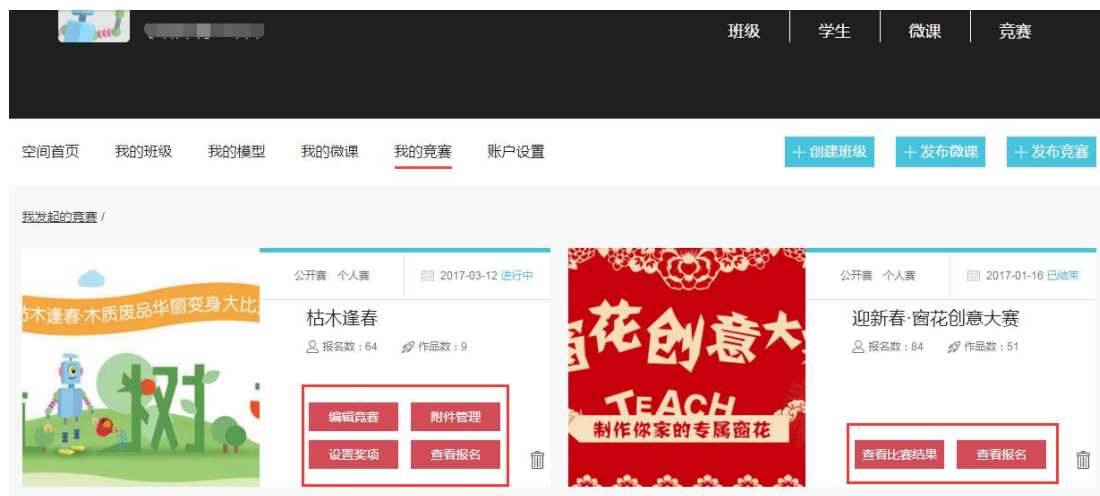 班级 学生 微课 竞赛
空间首页 我的班级 我的模型 我的微课 我的竞赛 账户设置 +创建班级 +发布微课 +发布竞赛
我发起的竞赛 /
公开赛 个人赛 2017-03-12 进行中
木逢春·木质废品华丽变身大比
枯木逢春
报名数:64 作品数:9
树
编辑竞赛 附件管理
设置奖项 查看报名
公开赛 个人赛 2017-01-16 已结束
窗花创意大
迎新春·窗花创意大赛
报名数:84 作品数:51
TEACH
制作你家的专属窗花
查看比赛结果 查看报名